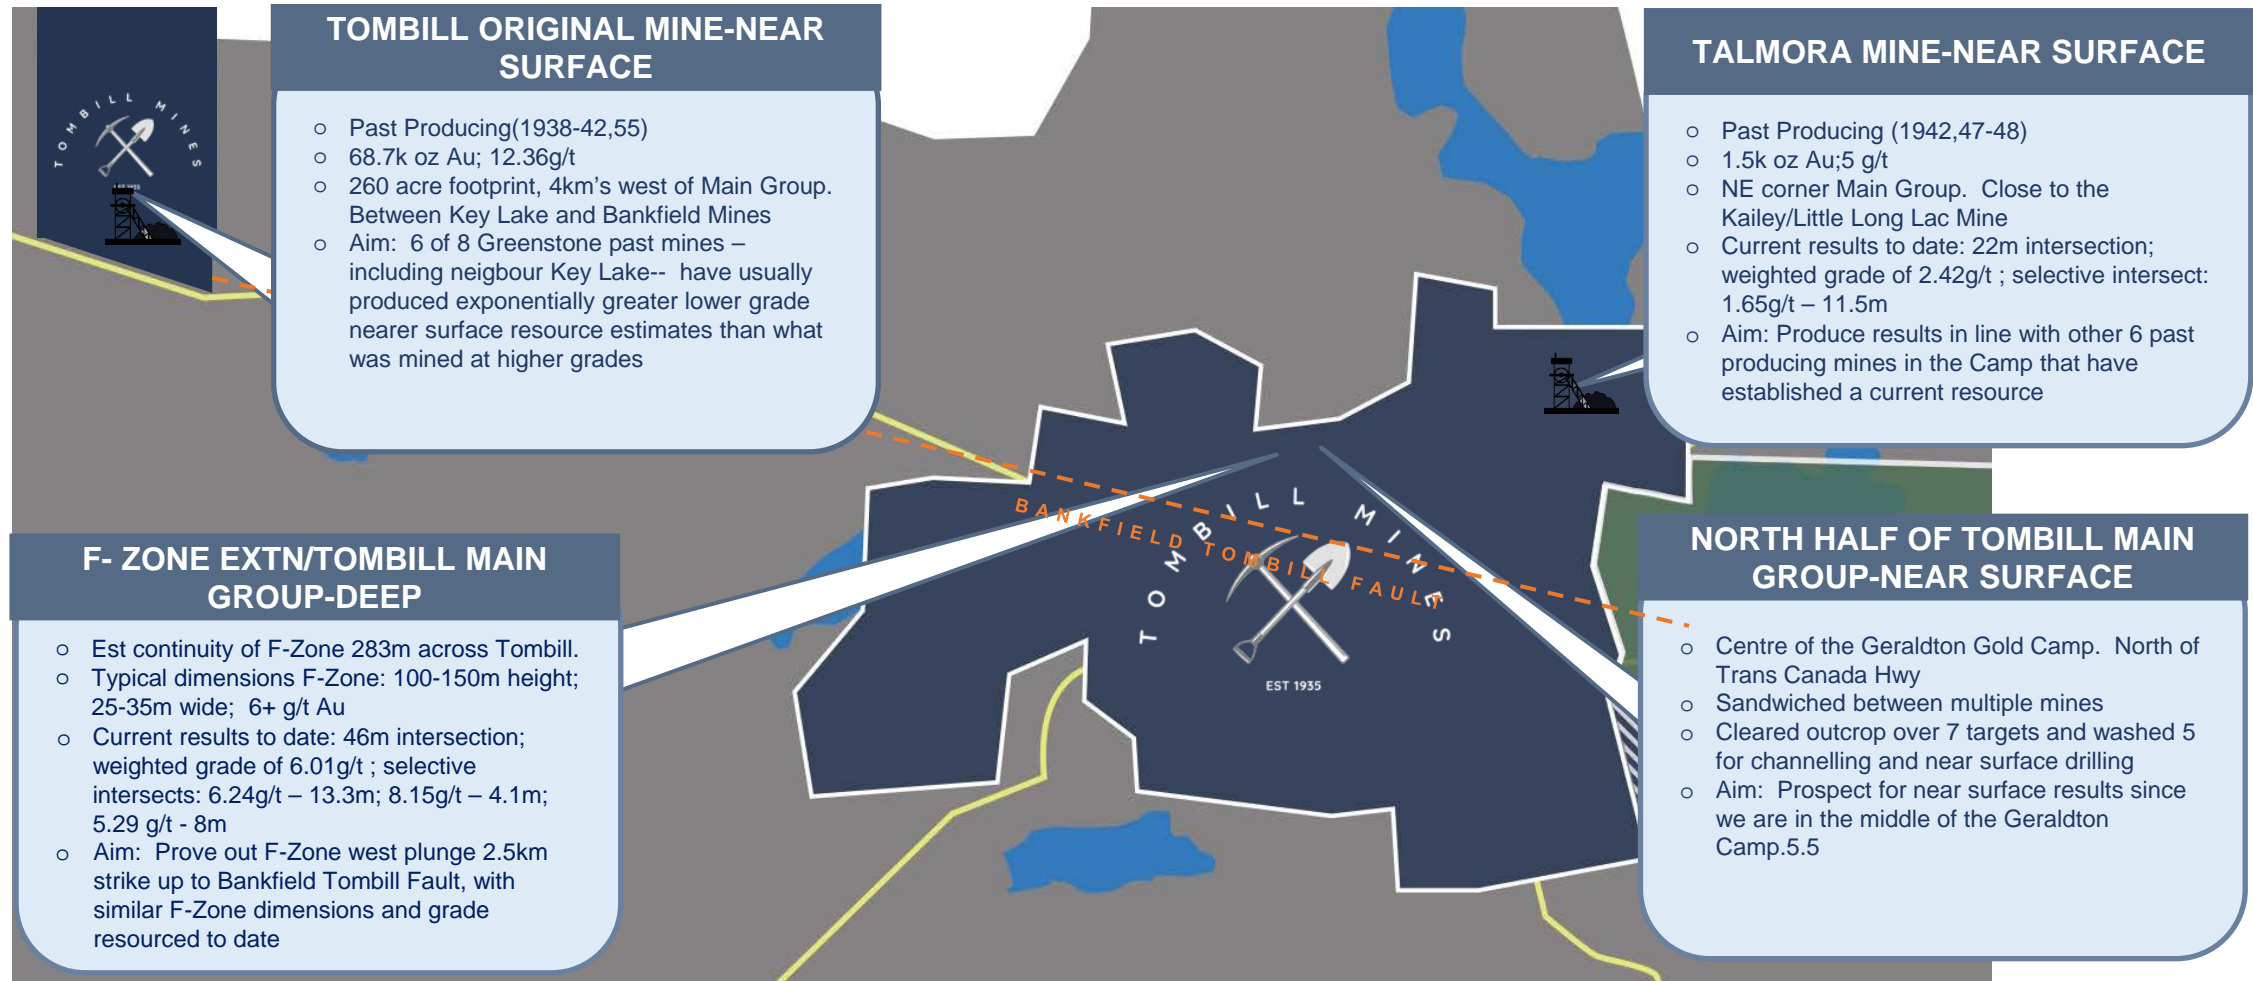 TOMBILL MINES
EST 1935
TOMBILL ORIGINAL MINE-NEAR
SURFACE
○ Past Producing(1938-42,55)
○ 68.7k oz Au; 12.36g/t
○ 260 acre footprint, 4km's west of Main Group.
Between Key Lake and Bankfield Mines
○ Aim: 6 of 8 Greenstone past mines –
including neigbour Key Lake-- have usually
produced exponentially greater lower grade
nearer surface resource estimates than what
was mined at higher grades
TALMORA MINE-NEAR SURFACE
○ Past Producing (1942,47-48)
○ 1.5k oz Au;5 g/t
○ NE corner Main Group. Close to the
Kailey/Little Long Lac Mine
○ Current results to date: 22m intersection;
weighted grade of 2.42g/t ; selective intersect:
1.65g/t – 11.5m
○ Aim: Produce results in line with other 6 past
producing mines in the Camp that have
established a current resource
BANKFIELD TOMBILL FAULT
TOMBILL MINES
EST 1935
F- ZONE EXTN/TOMBILL MAIN
GROUP-DEEP
○ Est continuity of F-Zone 283m across Tombill.
○ Typical dimensions F-Zone: 100-150m height;
25-35m wide; 6+ g/t Au
○ Current results to date: 46m intersection;
weighted grade of 6.01g/t ; selective
intersects: 6.24g/t – 13.3m; 8.15g/t – 4.1m;
5.29 g/t - 8m
○ Aim: Prove out F-Zone west plunge 2.5km
strike up to Bankfield Tombill Fault, with
similar F-Zone dimensions and grade
resourced to date
NORTH HALF OF TOMBILL MAIN
GROUP-NEAR SURFACE
○ Centre of the Geraldton Gold Camp. North of
Trans Canada Hwy
○ Sandwiched between multiple mines
○ Cleared outcrop over 7 targets and washed 5
for channelling and near surface drilling
○ Aim: Prospect for near surface results since
we are in the middle of the Geraldton
Camp.5.5